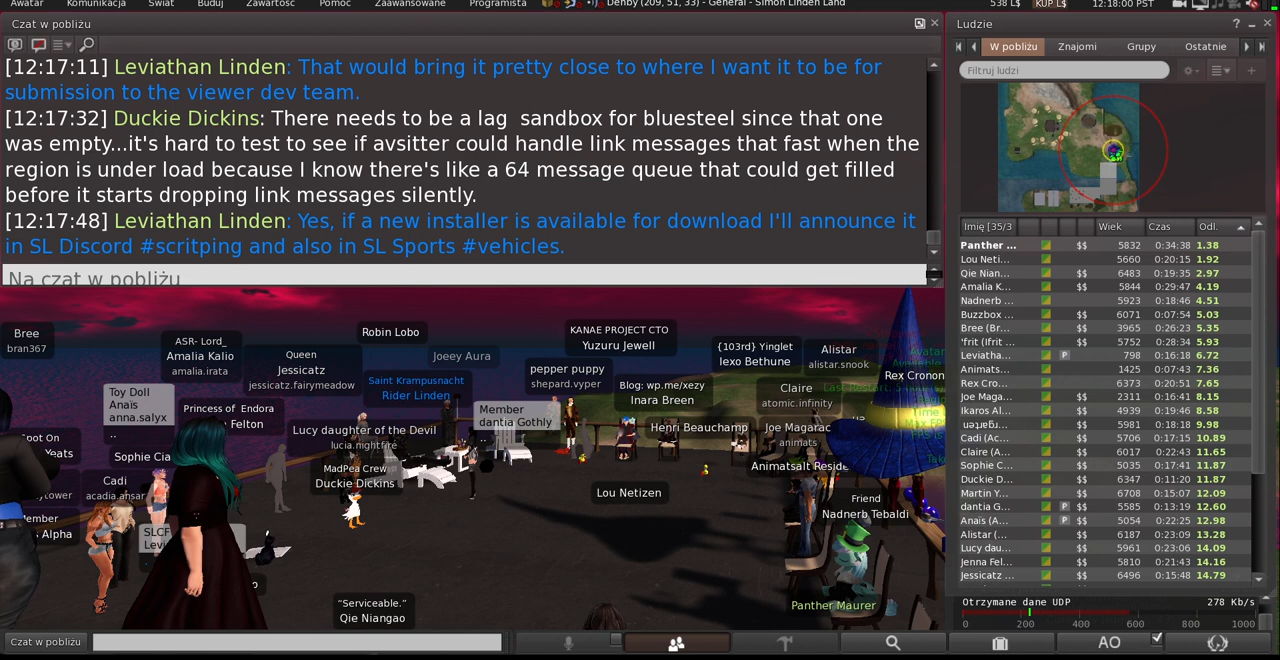 Awatar Komunikacja Świat Buduj Zawartość Pomoc Zaawansowane Programista Denby (209, 51, 33) - General - Simon Linden Land 538 L$ KUP L$ 12:18:00 PST
Czat w pobliżu
[12:17:11] Leviathan Linden: That would bring it pretty close to where I want it to be for
submission to the viewer dev team.
[12:17:32] Duckie Dickins: There needs to be a lag sandbox for bluesteel since that one
was empty...it's hard to test to see if avsitter could handle link messages that fast when the
region is under load because I know there's like a 64 message queue that could get filled
before it starts dropping link messages silently.
[12:17:48] Leviathan Linden: Yes, if a new installer is available for download I'll announce it
in SL Discord #scritping and also in SL Sports #vehicles.
Na czat w pobliżu
Bree
bran367
ASR- Lord_
Amalia Kalio
amalia.irata
Robin Lobo
Queen
Jessicatz
jessicatz.fairymeadow
Joeey Aura
KANAE PROJECT CTO
Yuzuru Jewell
{103rd} Yinglet
Iexo Bethune
Alistar
alistar.snook
Rex Cronon
Toy Doll
Anaïs
anna.salyx
..
Saint Krampusnacht
Rider Linden
pepper puppy
shepard.vyper
Blog: wp.me/xezy
Inara Breen
Claire
atomic.infinity
Princess of Endora
Felton
Member
dantia Gothly
..
Henri Beauchamp
Joe Magarac
animats
Spoot On
Yeats
Lucy daughter of the Devil
lucia.nightfire
Sophie Cia
MadPea Crew
Duckie Dickins
Animatsalt Reside
Cadi
acadia.ahsar
Lou Netizen
Friend
Nadnerb Tebaldi
Member
s Alpha
SLCF
Levi
"Serviceable."
Qie Niangao
Panther Maurer
Czat w pobliżu
Ludzie
W pobliżu Znajomi Grupy Ostatnie
Filtruj ludzi
Imię [35/3 Wiek Czas Odl.
Panther ... $$ 5832 0:34:38 1.38
Lou Neti... 5660 0:20:15 1.92
Qie Nian... $$ 6483 0:19:35 2.97
Amalia K... $$ 5844 0:29:47 4.19
Nadnerb ... 5923 0:18:46 4.51
Buzzbox ... $$ 6071 0:07:54 5.03
Bree (Br... $$ 3965 0:26:23 5.35
'frit (Ifrit ... $$ 5752 0:28:34 5.93
Leviatha... P 798 0:16:18 6.72
Animats... 1425 0:07:43 7.36
Rex Cro... $$ 6373 0:20:51 7.65
Joe Maga... $$ 2311 0:16:41 8.15
Ikaros Al... $$ 4939 0:19:46 8.58
$$ 5981 0:18:18 9.98
Cadi (Ac... $$ 5706 0:17:15 10.89
Claire (A... $$ 6017 0:22:43 11.65
Sophie C... $$ 5035 0:17:41 11.87
Duckie D... $$ 6347 0:11:20 11.87
Martin Y... $$ 6708 0:15:07 12.09
dantia G... P $$ 5585 0:13:19 12.60
Anaïs (A... P $$ 5054 0:22:25 12.98
Alistar (... $$ 6187 0:23:09 13.28
Lucy dau... $$ 5961 0:23:06 14.09
Jenna Fel... $$ 5810 0:21:43 14.16
Jessicatz ... $$ 6496 0:15:48 14.79
Otrzymane dane UDP 278 Kb/s
0 200 400 600 800 1000
AO